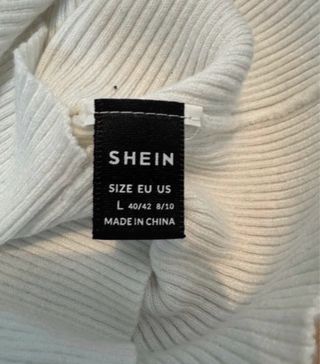 SHEIN
SIZE EU US
L 40/42 8/10
MADE IN CHINA